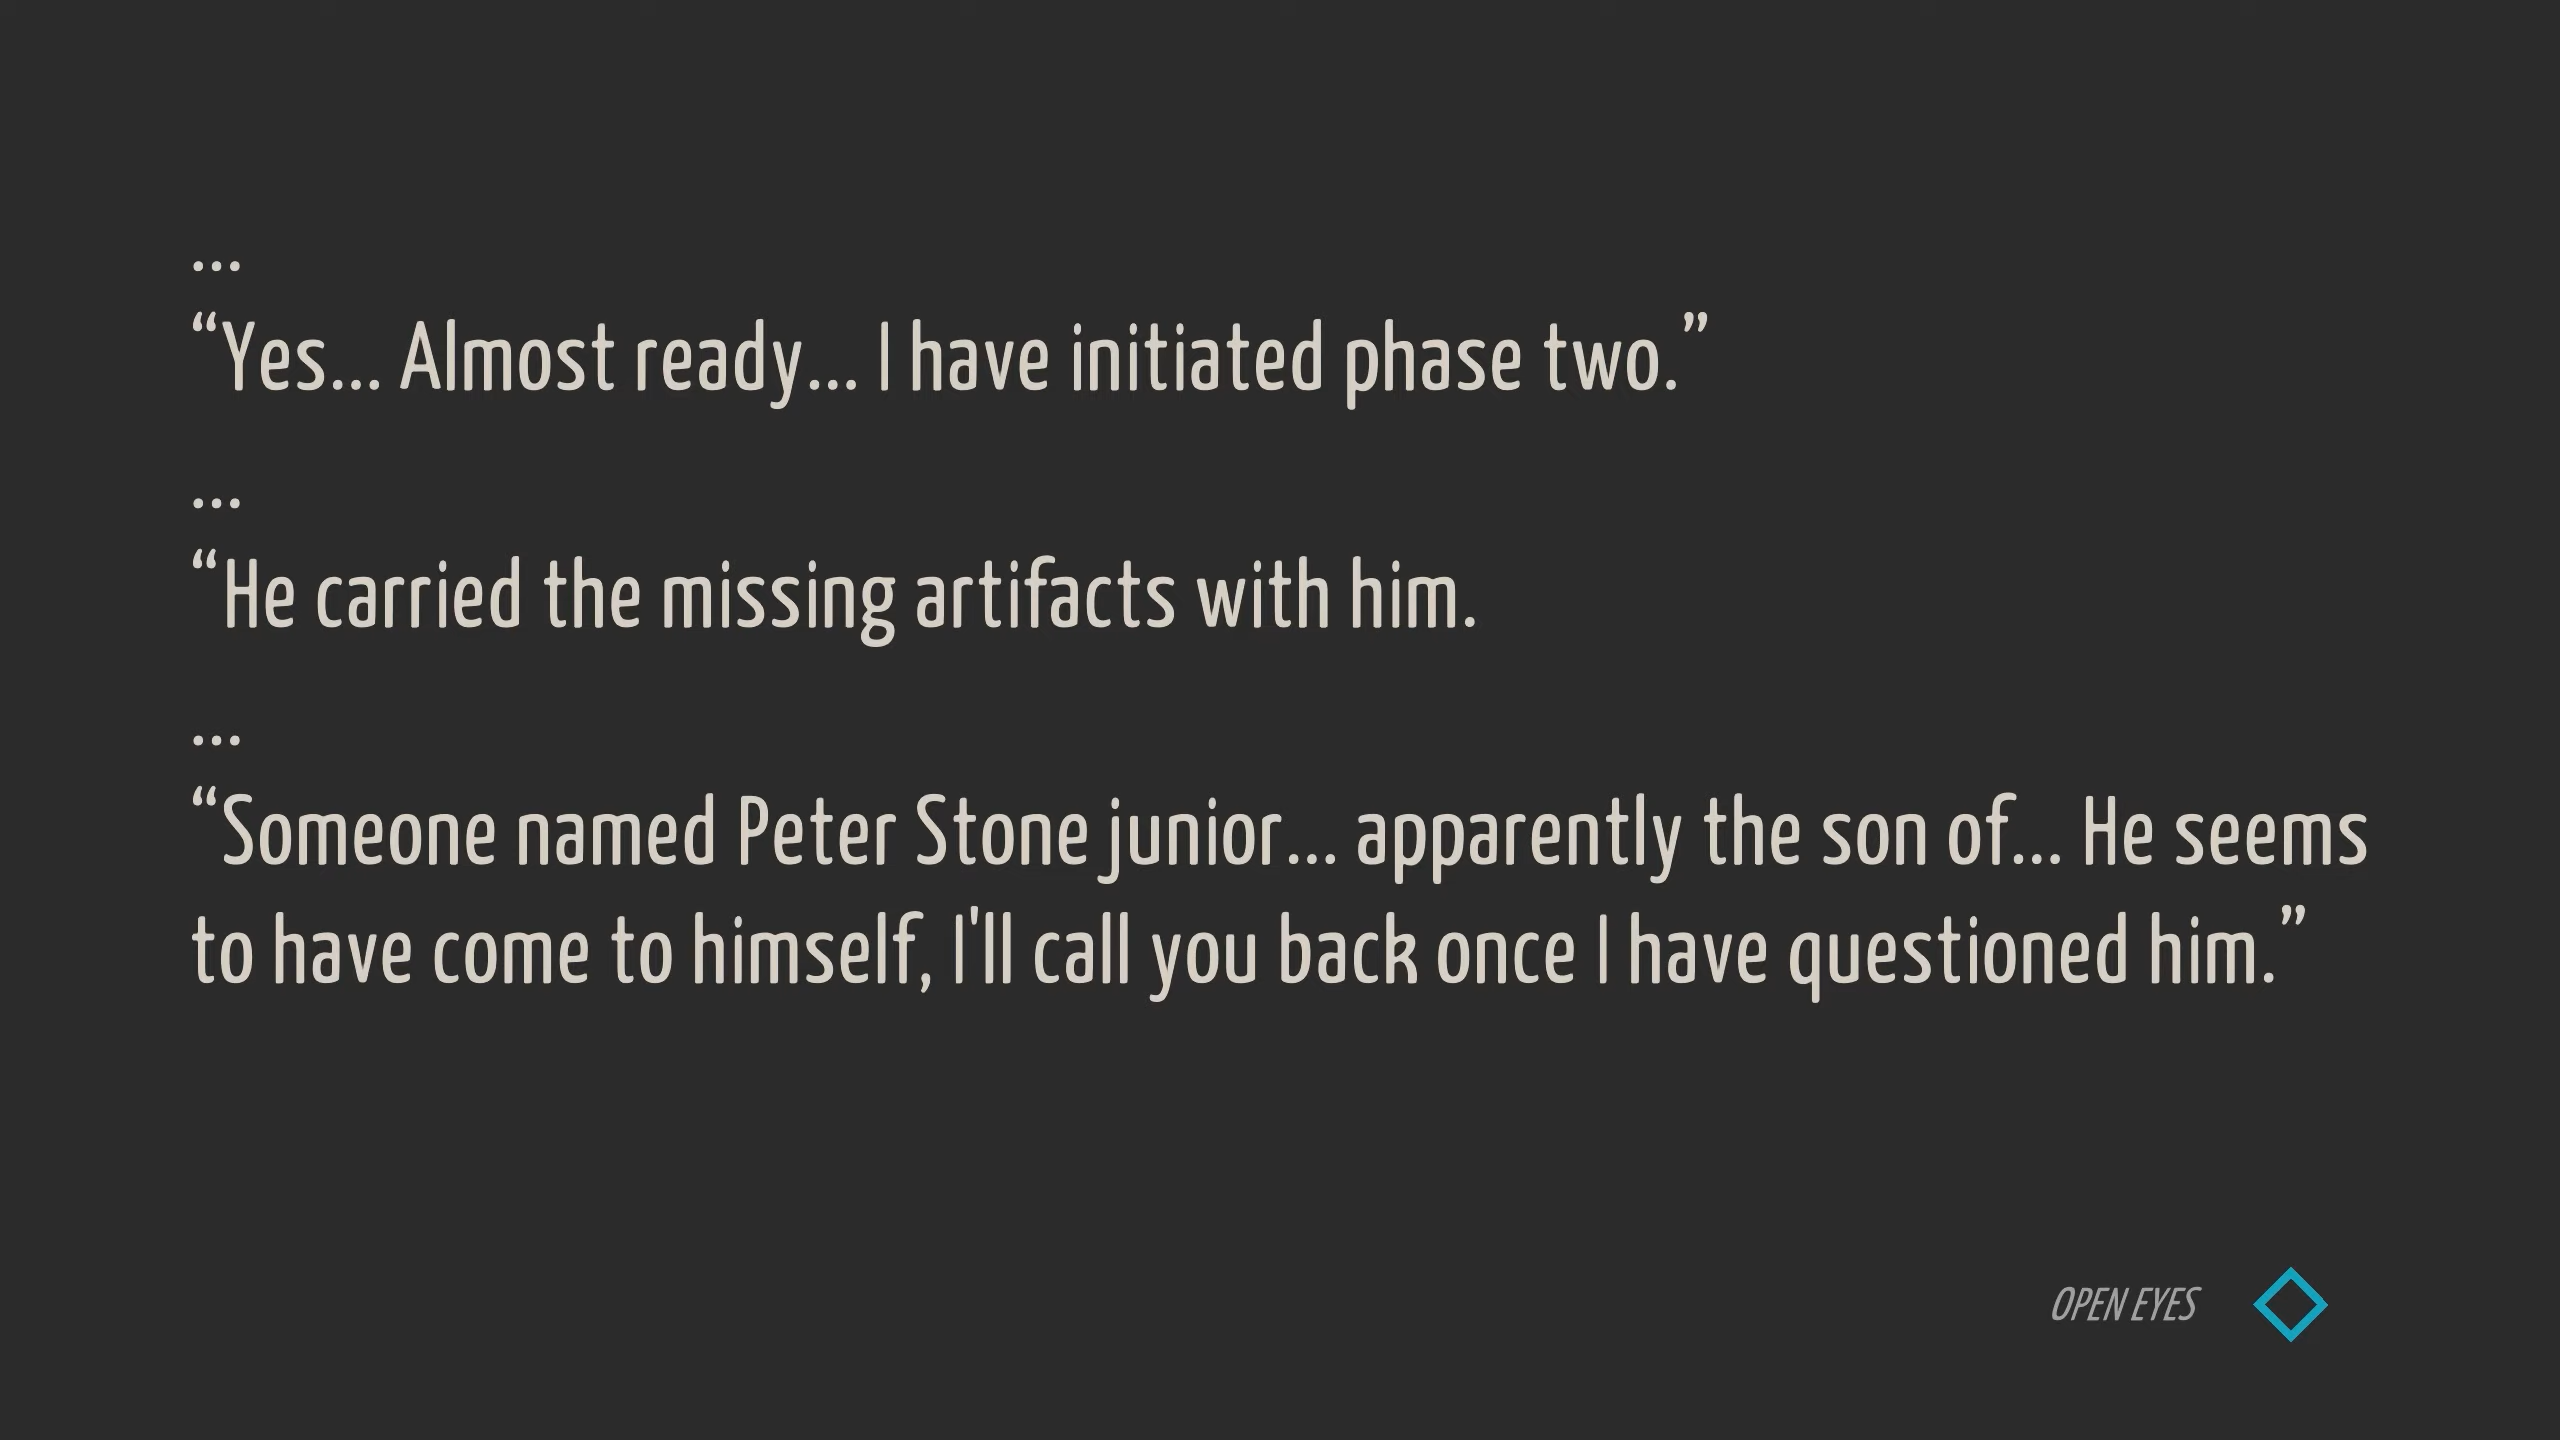 ...
“Yes... Almost ready... I have initiated phase two.”
...
“He carried the missing artifacts with him.
...
“Someone named Peter Stone junior... apparently the son of... He seems
to have come to himself, I'll call you back once I have questioned him.”
OPEN EYES